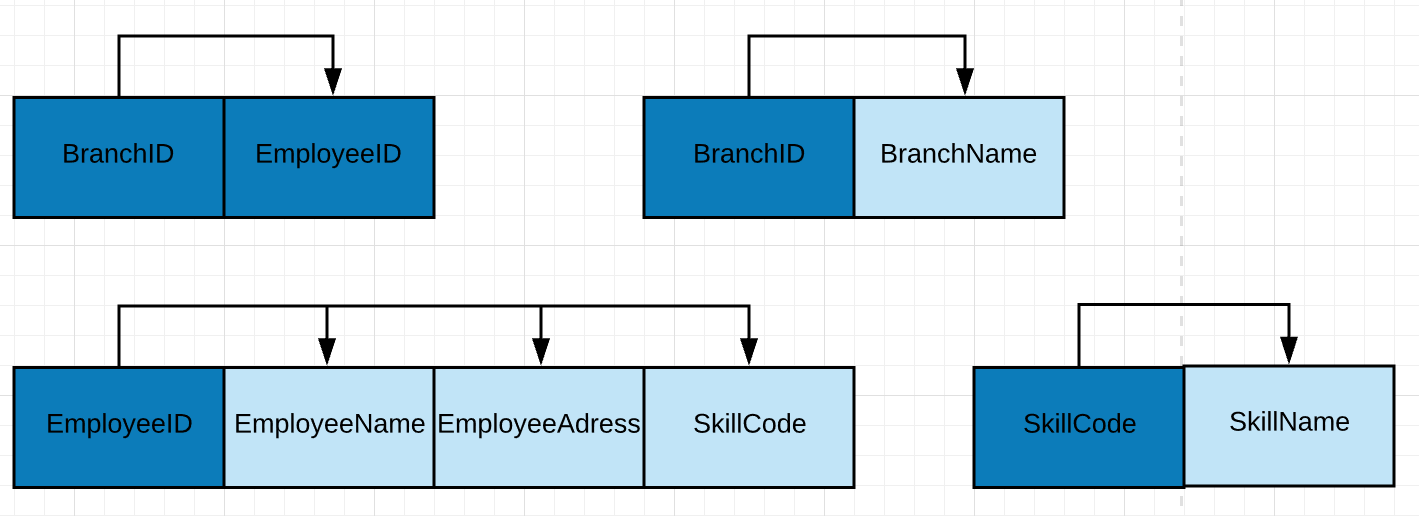 BranchID
EmployeeID
BranchID
BranchName
EmployeeID
EmployeeName
EmployeeAdress
SkillCode
SkillCode
SkillName